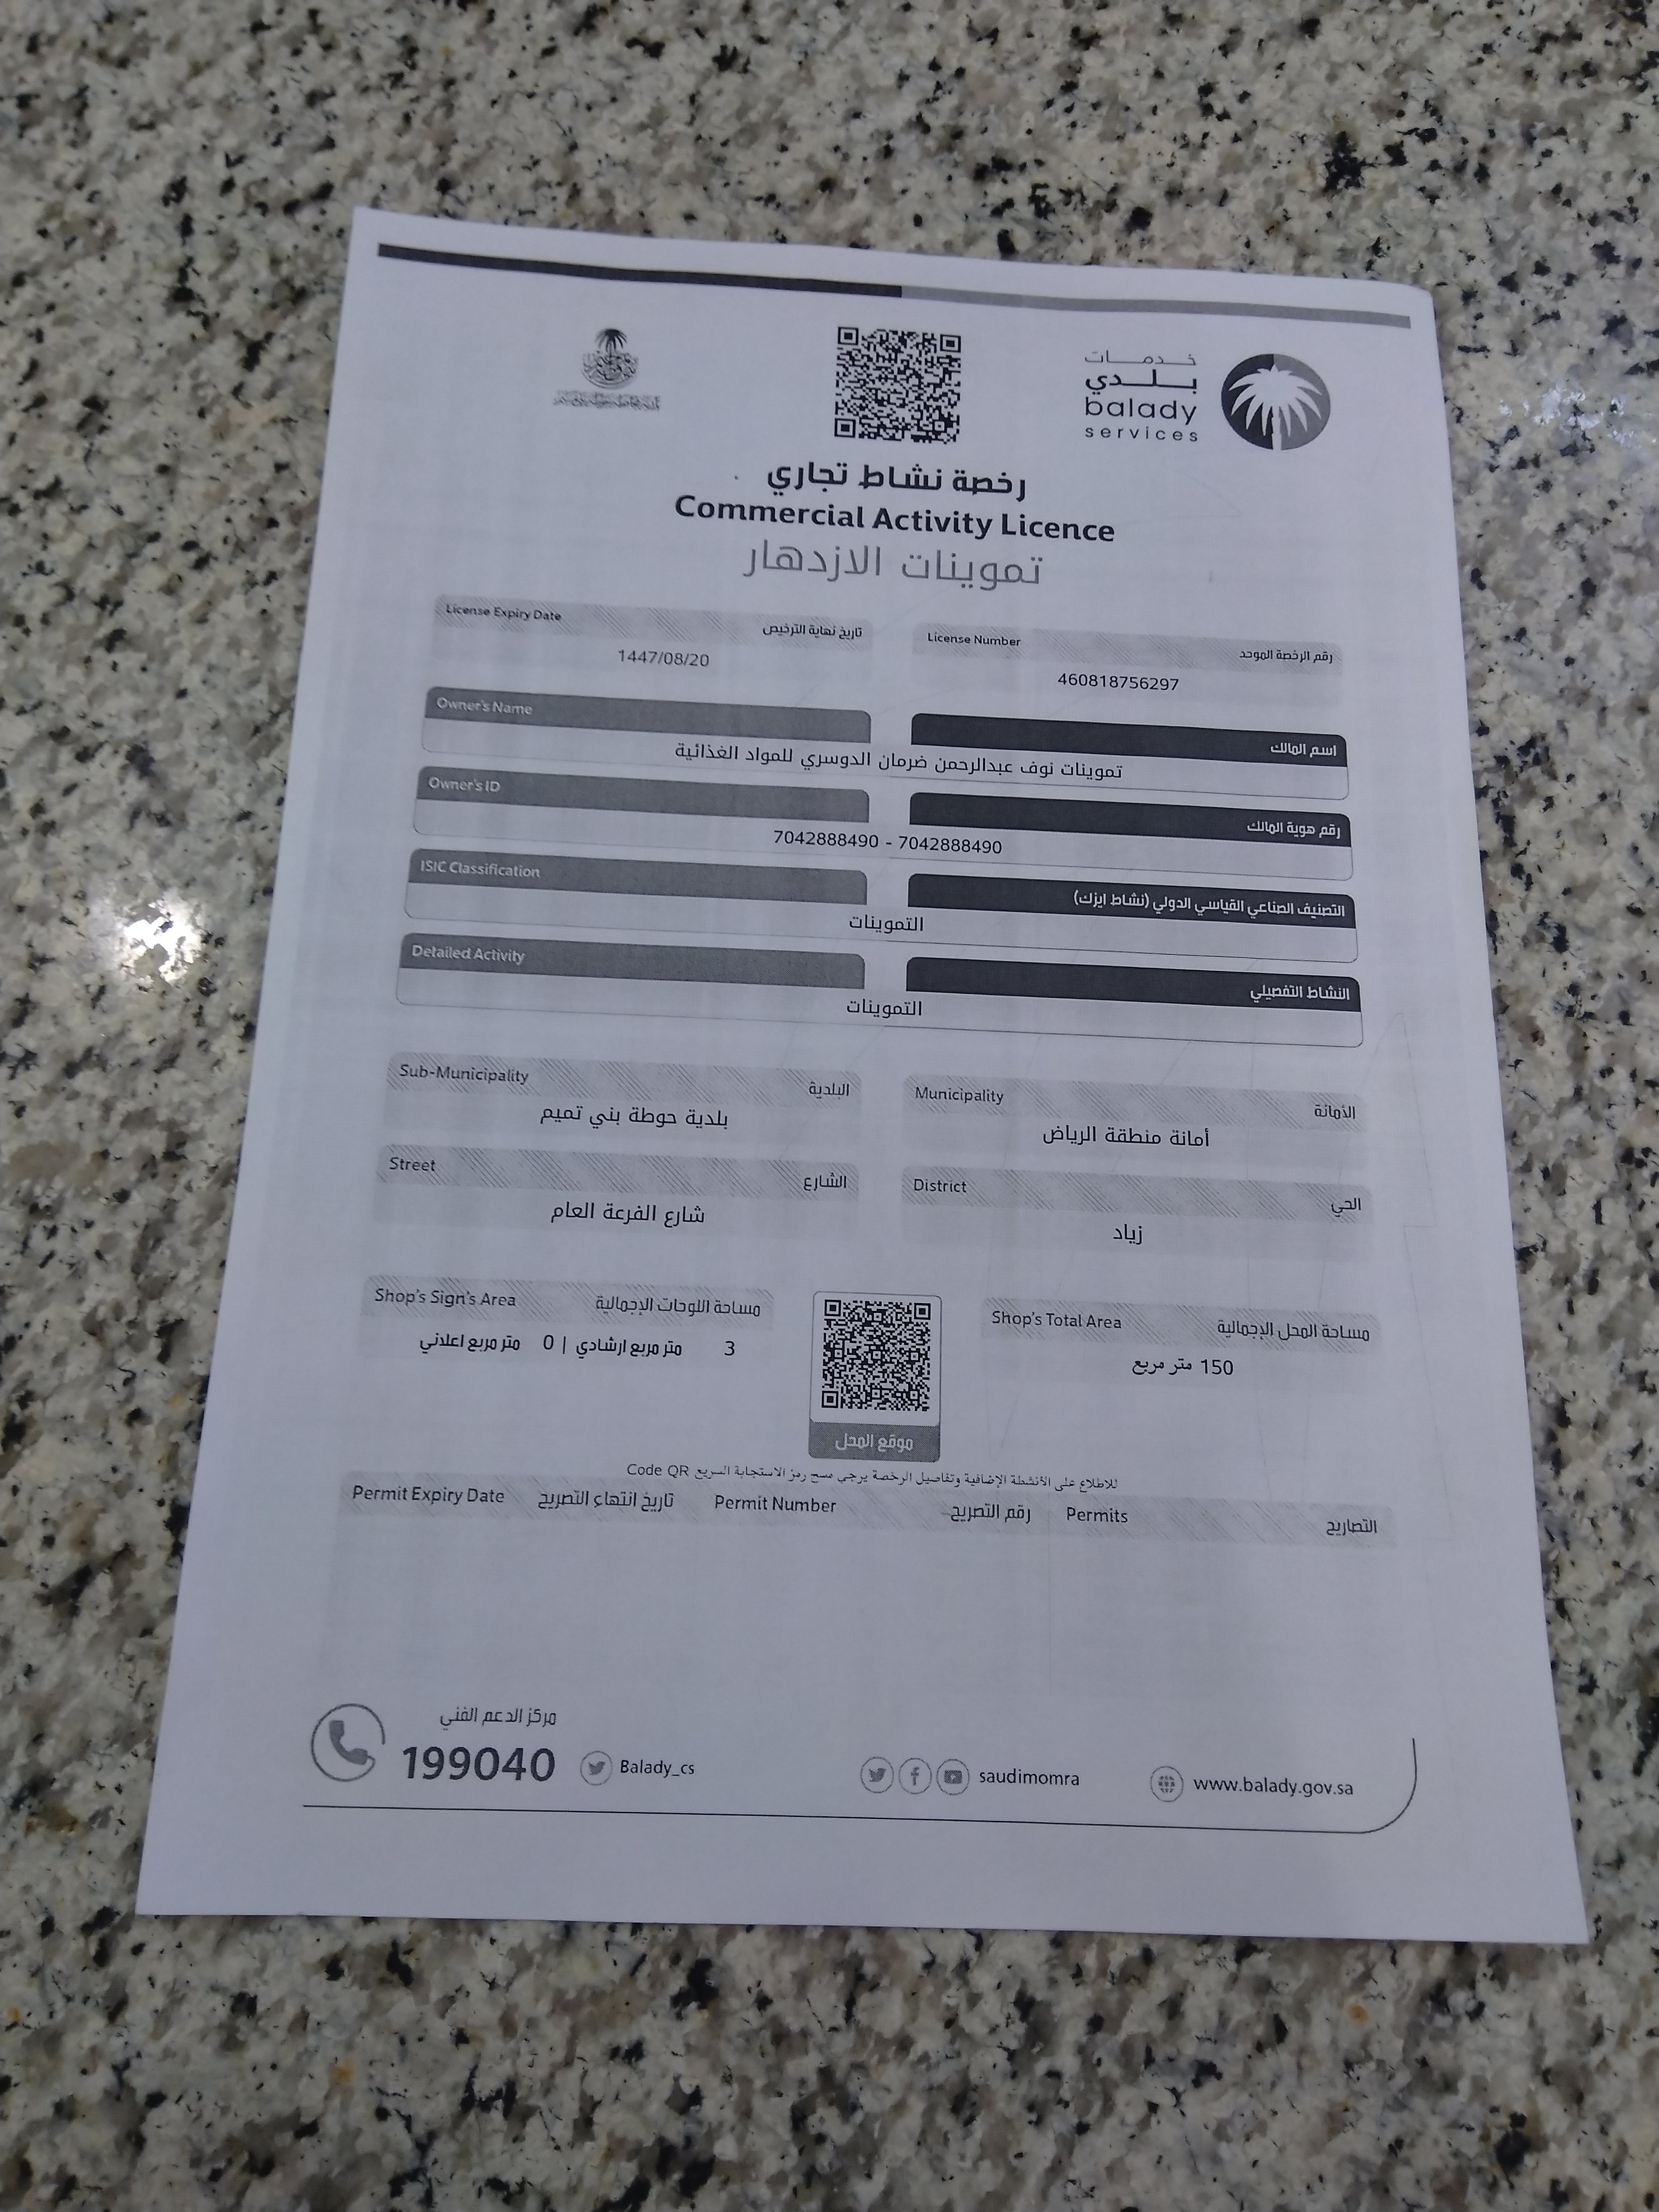 خدمات
بلدي
balady
services
رخصة نشاط تجاري
Commercial Activity Licence
تموينات الازدهار
رقم الرخصة الموحد License Number
460818756297
تاريخ نهاية الترخيص License Expiry Date
1447/08/20
اسم المالك Owner's Name
تموينات نوف عبدالرحمن ضرمان الدوسري للمواد الغذائية
رقم هوية المالك Owner's ID
7042888490 - 7042888490
التصنيف الصناعي القياسي الدولي (نشاط ايزك) ISIC Classification
التموينات
النشاط التفصيلي Detailed Activity
التموينات
الأمانة Municipality
أمانة منطقة الرياض
البلدية Sub-Municipality
بلدية حوطة بني تميم
الحي District
زياد
الشارع Street
شارع الفرعة العام
مساحة المحل الإجمالية Shop's Total Area
150 متر مربع
مساحة اللوحات الإجمالية Shop's Sign's Area
3 متر مربع ارشادي | 0 متر مربع اعلاني
موقع المحل
للاطلاع على الأنشطة الإضافية وتفاصيل الرخصة يرجي مسح رمز الاستجابة السريع Code QR
التصاريح Permits رقم التصريح Permit Number تاريخ انتهاء التصريح Permit Expiry Date
مركز الدعم الفني
199040
Balady_cs
saudimomra
www.balady.gov.sa